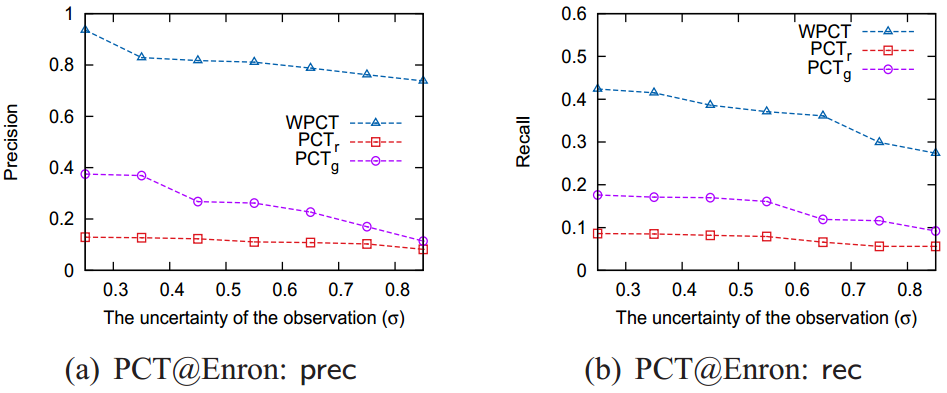 1
0.8
0.6
0.4
0.2
0
Precision
WPCT
PCTr
PCTg
0.3 0.4 0.5 0.6 0.7 0.8
The uncertainty of the observation (σ)
(a) PCT@Enron: prec
0.6
0.5
0.4
0.3
0.2
0.1
0
Recall
WPCT
PCTr
PCTg
0.3 0.4 0.5 0.6 0.7 0.8
The uncertainty of the observation (σ)
(b) PCT@Enron: rec